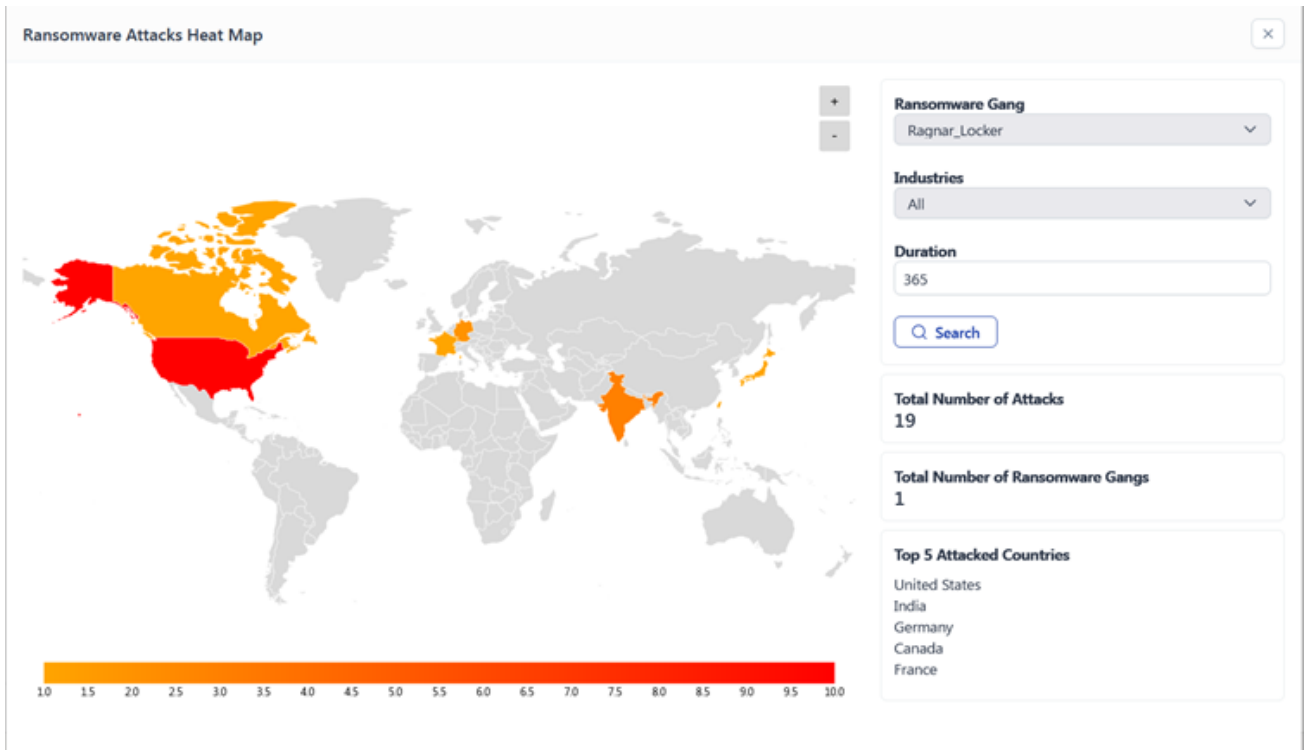 Ransomware Attacks Heat Map
×
+
-
Ransomware Gang
Ragnar_Locker
Industries
All
Duration
365
Search
Total Number of Attacks
19
Total Number of Ransomware Gangs
1
Top 5 Attacked Countries
United States
India
Germany
Canada
France
1.0 1.5 2.0 2.5 3.0 3.5 4.0 4.5 5.0 5.5 6.0 6.5 7.0 7.5 8.0 8.5 9.0 9.5 10.0